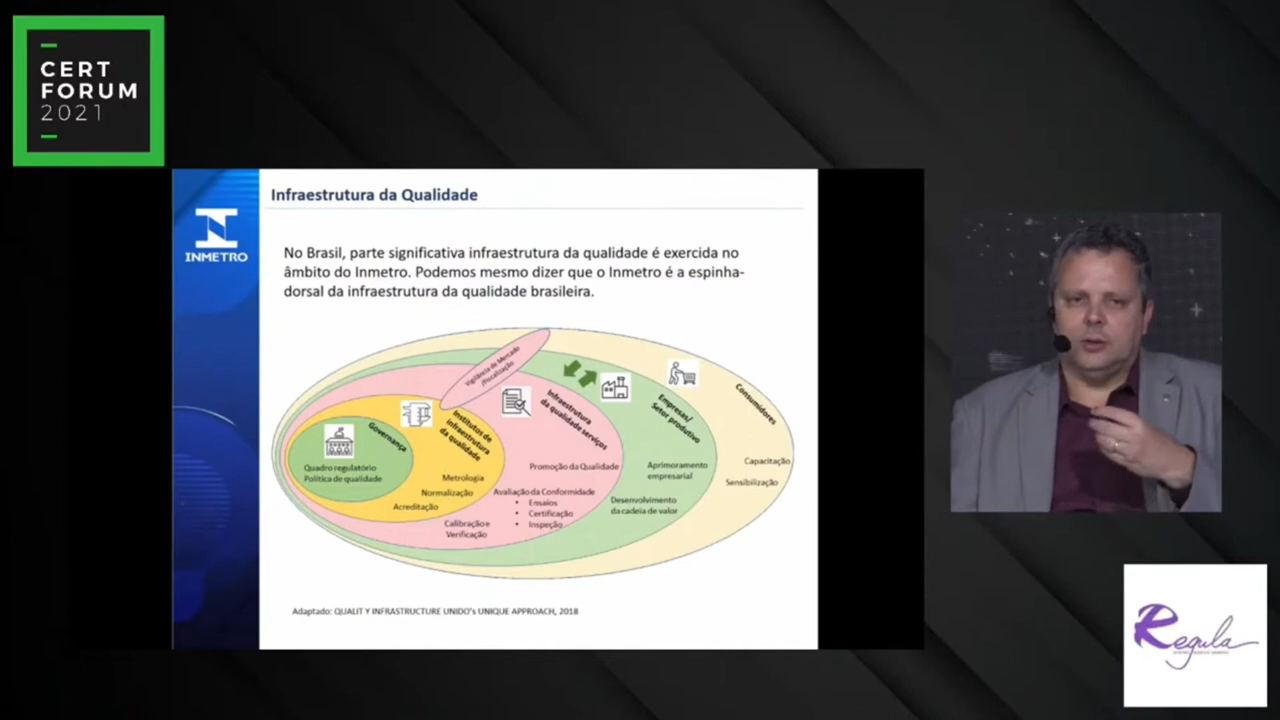 CERT
FORUM
2021
INMETRO
Infraestrutura da Qualidade
No Brasil, parte significativa infraestrutura da qualidade é exercida no
âmbito do Inmetro. Podemos mesmo dizer que o Inmetro é a espinha-
dorsal da infraestrutura da qualidade brasileira.
Vigilância de Mercado
/Fiscalização
Governança
Quadro regulatório
Política de qualidade
Institutos de
infraestrutura
da qualidade
Metrologia
Normalização
Acreditação
Infraestrutura
da qualidade serviços
Promoção da Qualidade
Avaliação da Conformidade
• Ensaios
• Certificação
• Inspeção
Calibração e
Verificação
Empresas/
Setor produtivo
Aprimoramento
empresarial
Desenvolvimento
da cadeia de valor
Consumidores
Capacitação
Sensibilização
Adaptado: QUALIT Y INFRASTRUCTURE UNIDO's UNIQUE APPROACH, 2018
Regula